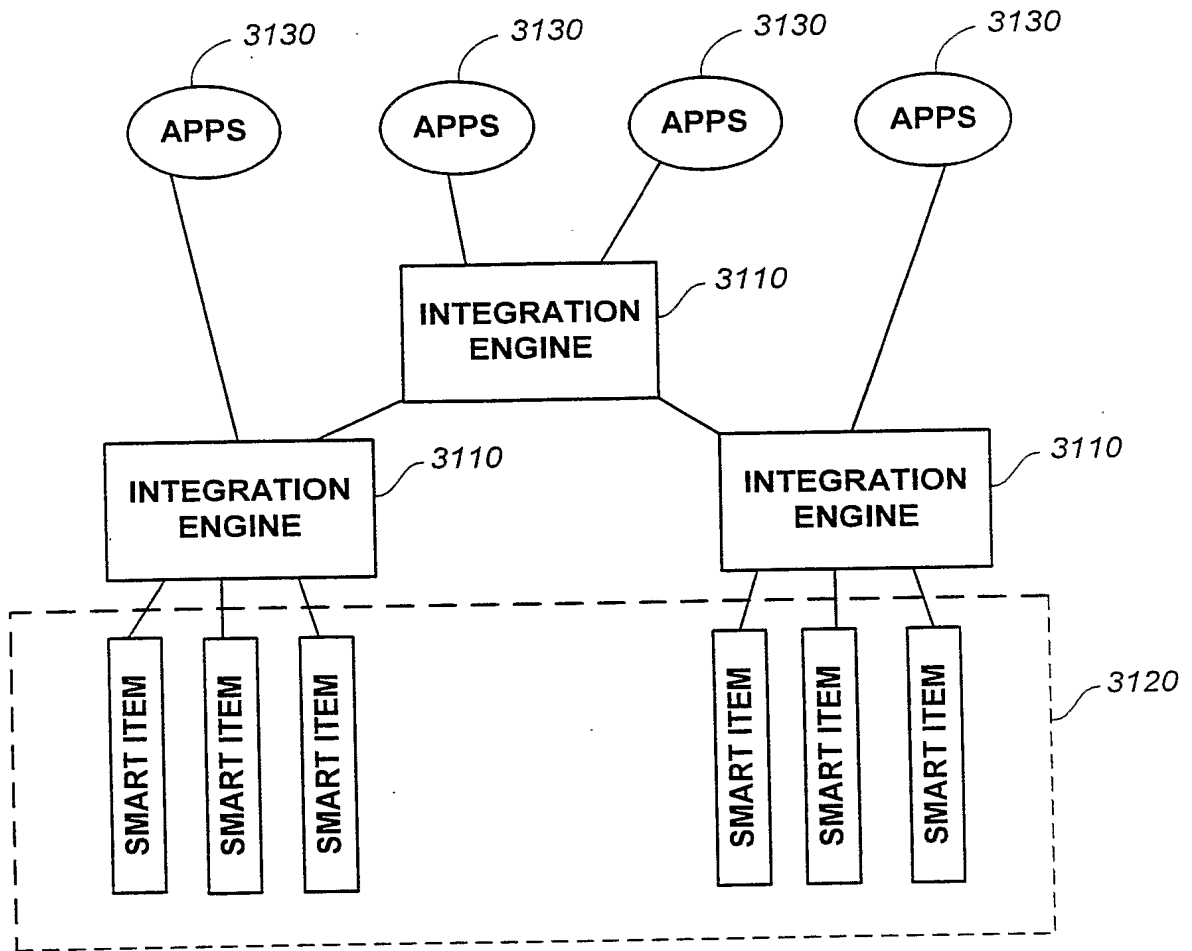 3130
3130
3130
3130
APPS
APPS
APPS
APPS
3110
INTEGRATION
ENGINE
3110
INTEGRATION
ENGINE
3110
INTEGRATION
ENGINE
SMART ITEM
SMART ITEM
SMART ITEM
SMART ITEM
SMART ITEM
SMART ITEM
3120